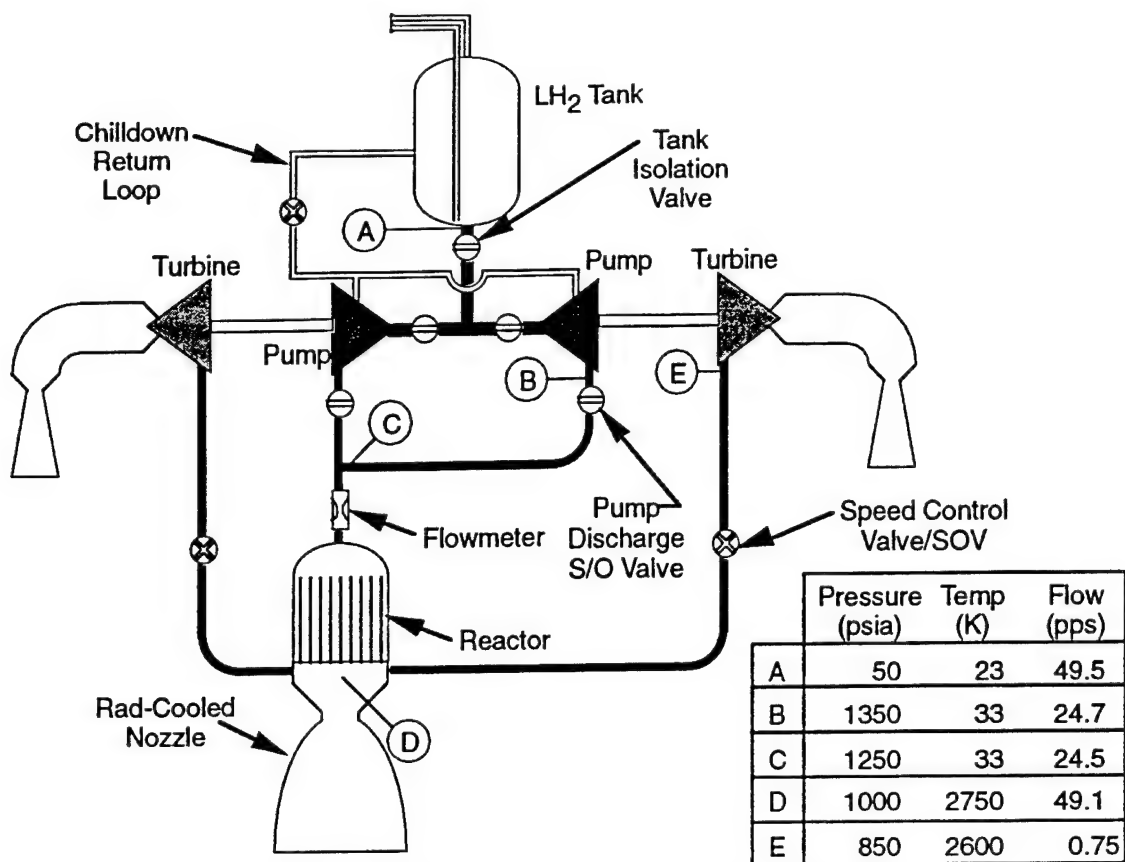 LH₂ Tank
Chilldown
Return
Loop
Tank
Isolation
Valve
A
Turbine
Pump
Turbine
Pump
B
E
C
Flowmeter
Pump
Discharge
S/O Valve
Speed Control
Valve/SOV
Reactor
Rad-Cooled
Nozzle
D
Pressure Temp Flow
(psia) (K) (pps)
A 50 23 49.5
B 1350 33 24.7
C 1250 33 24.5
D 1000 2750 49.1
E 850 2600 0.75